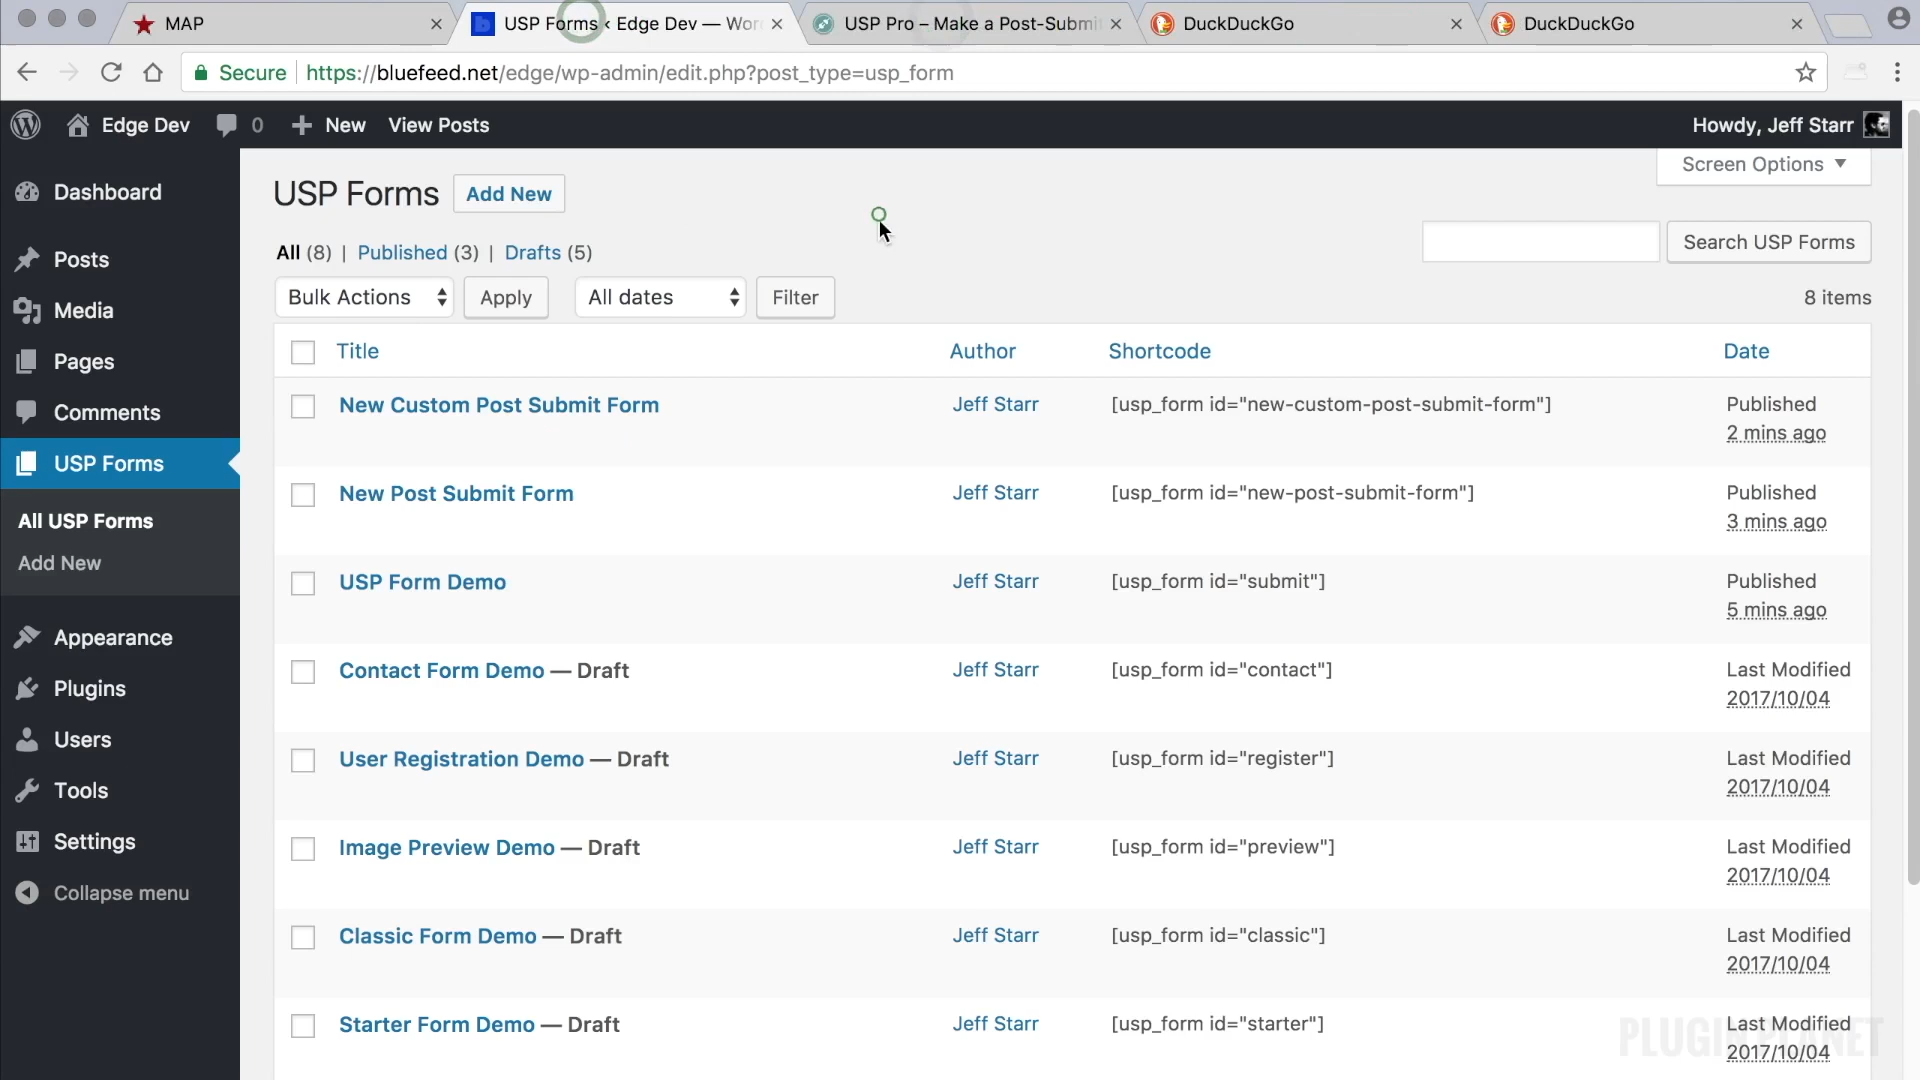 MAP
USP Forms ‹ Edge Dev — Wor
USP Pro – Make a Post-Submi
DuckDuckGo
DuckDuckGo
Secure https://bluefeed.net/edge/wp-admin/edit.php?post_type=usp_form
Edge Dev 0 New View Posts
Howdy, Jeff Starr
Dashboard
Posts
Media
Pages
Comments
USP Forms
All USP Forms
Add New
Appearance
Plugins
Users
Tools
Settings
Collapse menu
Screen Options
USP Forms Add New
All (8) | Published (3) | Drafts (5)
Search USP Forms
Bulk Actions Apply All dates Filter
8 items
Title Author Shortcode Date
New Custom Post Submit Form Jeff Starr [usp_form id="new-custom-post-submit-form"] Published
2 mins ago
New Post Submit Form Jeff Starr [usp_form id="new-post-submit-form"] Published
3 mins ago
USP Form Demo Jeff Starr [usp_form id="submit"] Published
5 mins ago
Contact Form Demo — Draft Jeff Starr [usp_form id="contact"] Last Modified
2017/10/04
User Registration Demo — Draft Jeff Starr [usp_form id="register"] Last Modified
2017/10/04
Image Preview Demo — Draft Jeff Starr [usp_form id="preview"] Last Modified
2017/10/04
Classic Form Demo — Draft Jeff Starr [usp_form id="classic"] Last Modified
2017/10/04
Starter Form Demo — Draft Jeff Starr [usp_form id="starter"] Last Modified
2017/10/04
PLUGIN PLANET